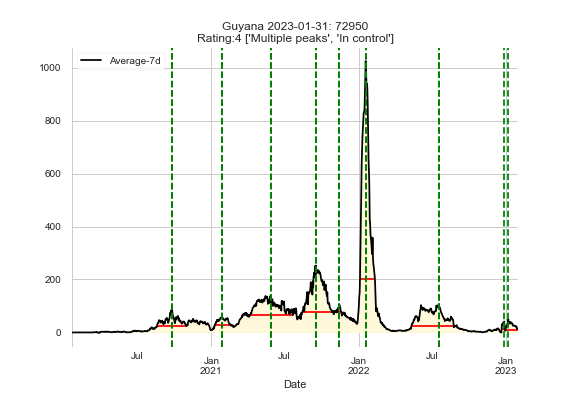 Guyana 2023-01-31: 72950
Rating:4 ['Multiple peaks', 'In control']
Average-7d
1000
800
600
400
200
0
Jul Jan Jul Jan Jul Jan
2021 2022 2023
Date